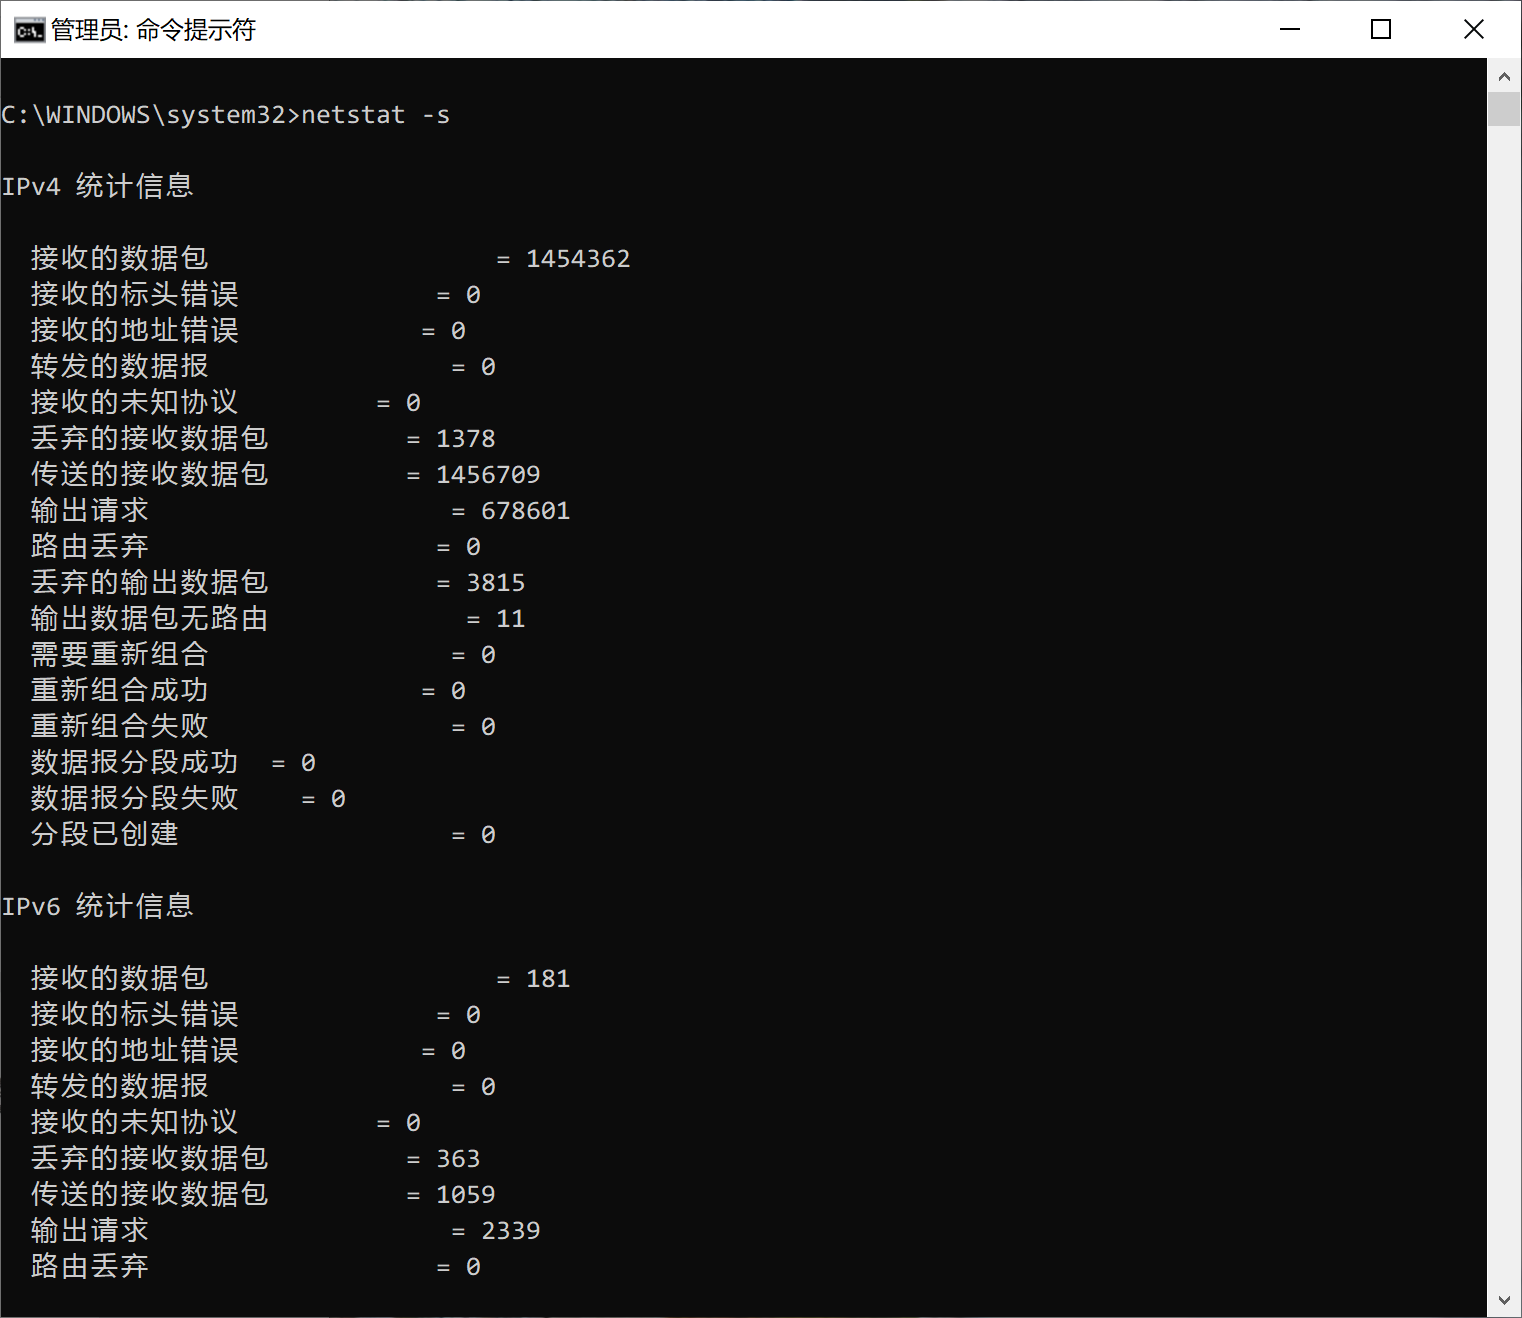 管理员: 命令提示符
C:\WINDOWS\system32>netstat -s
IPv4 统计信息
接收的数据包 = 1454362
接收的标头错误 = 0
接收的地址错误 = 0
转发的数据报 = 0
接收的未知协议 = 0
丢弃的接收数据包 = 1378
传送的接收数据包 = 1456709
输出请求 = 678601
路由丢弃 = 0
丢弃的输出数据包 = 3815
输出数据包无路由 = 11
需要重新组合 = 0
重新组合成功 = 0
重新组合失败 = 0
数据报分段成功 = 0
数据报分段失败 = 0
分段已创建 = 0
IPv6 统计信息
接收的数据包 = 181
接收的标头错误 = 0
接收的地址错误 = 0
转发的数据报 = 0
接收的未知协议 = 0
丢弃的接收数据包 = 363
传送的接收数据包 = 1059
输出请求 = 2339
路由丢弃 = 0